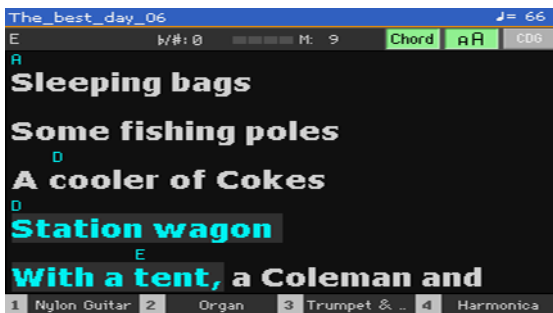 The_best_day_06 ♩= 66
E b/#: 0 M: 9 Chord aA CDG
A
Sleeping bags
Some fishing poles
D
A cooler of Cokes
D
Station wagon
E
With a tent, a Coleman and
1 Nylon Guitar 2 Organ 3 Trumpet & .. 4 Harmonica